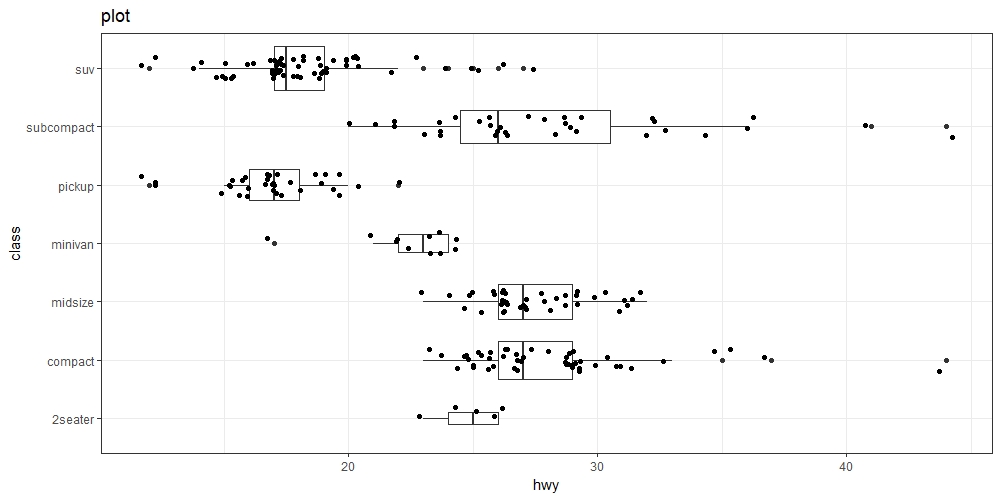 plot
class
suv
subcompact
pickup
minivan
midsize
compact
2seater
20 30 40
hwy